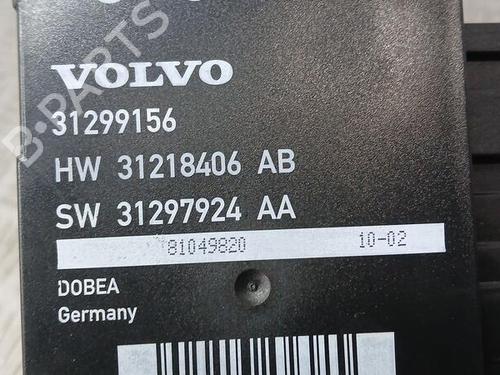 VOLVO
31299156
HW 31218406 AB
SW 31297924 AA
81049820 10-02
DOBEA
Germany
B-PARTS